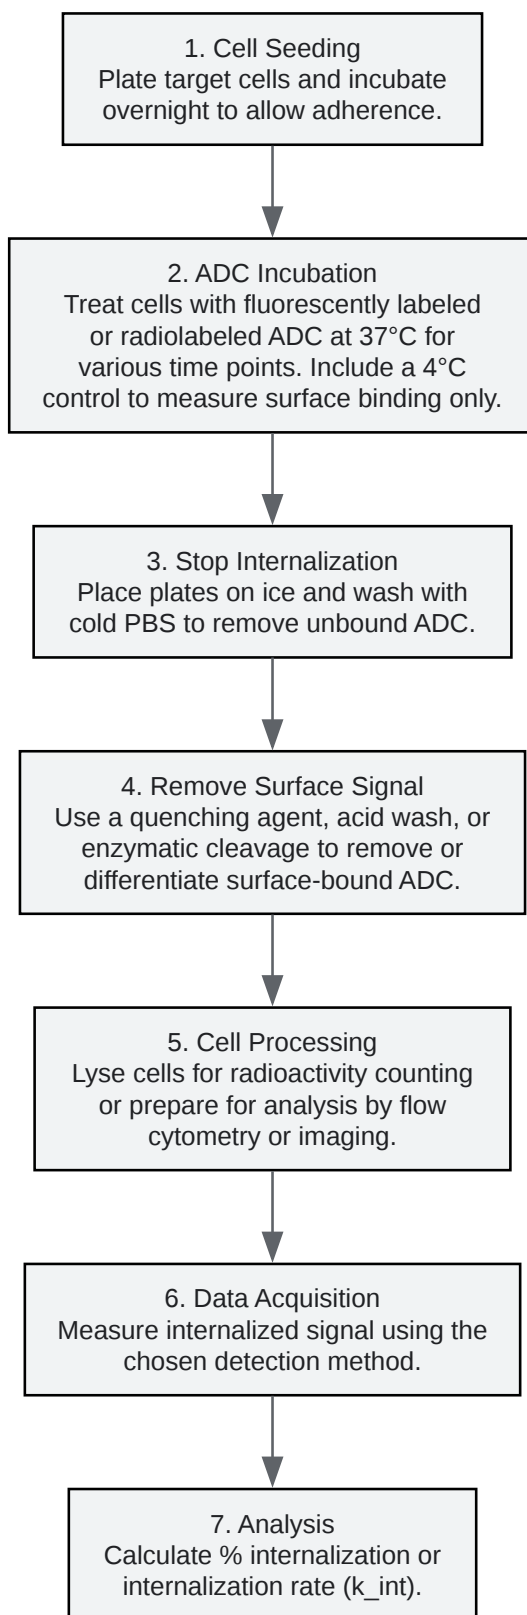 1. Cell Seeding
Plate target cells and incubate
overnight to allow adherence.
2. ADC Incubation
Treat cells with fluorescently labeled
or radiolabeled ADC at 37°C for
various time points. Include a 4°C
control to measure surface binding only.
3. Stop Internalization
Place plates on ice and wash with
cold PBS to remove unbound ADC.
4. Remove Surface Signal
Use a quenching agent, acid wash, or
enzymatic cleavage to remove or
differentiate surface-bound ADC.
5. Cell Processing
Lyse cells for radioactivity counting
or prepare for analysis by flow
cytometry or imaging.
6. Data Acquisition
Measure internalized signal using the
chosen detection method.
7. Analysis
Calculate % internalization or
internalization rate (k_int).